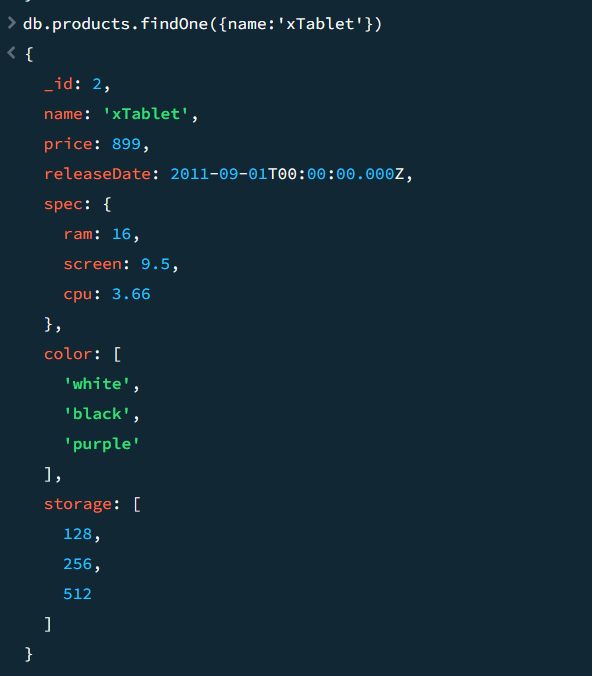 db.products.findOne({name:'xTablet'})
{
_id: 2,
name: 'xTablet',
price: 899,
releaseDate: 2011-09-01T00:00:00.000Z,
spec: {
ram: 16,
screen: 9.5,
cpu: 3.66
},
color: [
'white',
'black',
'purple'
],
storage: [
128,
256,
512
]
}